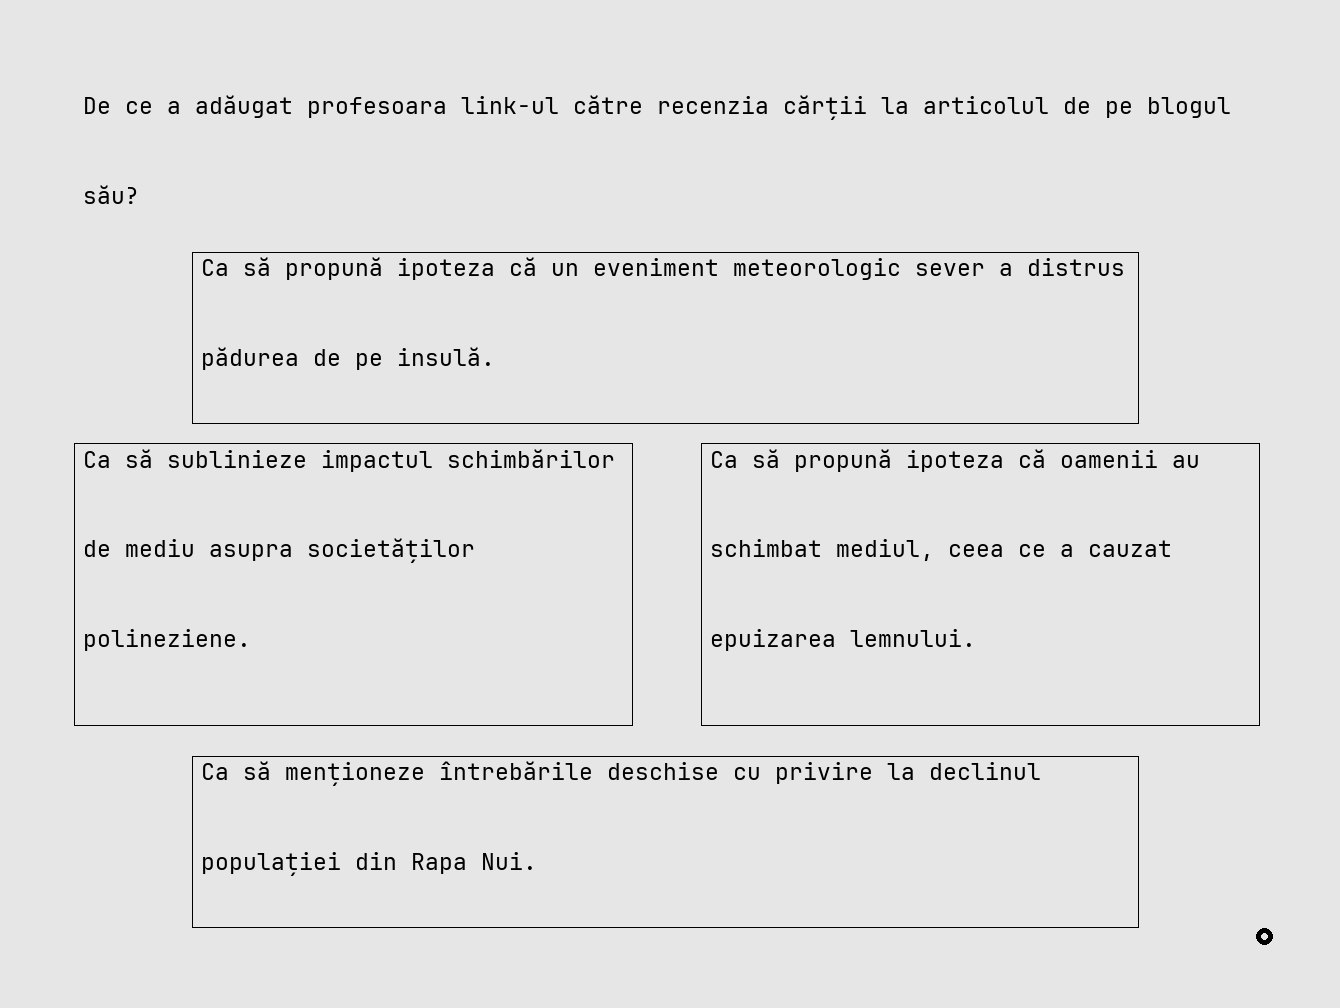 De ce a adăugat profesoara link-ul către recenzia cărții la articolul de pe blogul
său?
Ca să propună ipoteza că un eveniment meteorologic sever a distrus
pădurea de pe insulă.
Ca să sublinieze impactul schimbărilor
de mediu asupra societăților
polineziene.
Ca să propună ipoteza că oamenii au
schimbat mediul, ceea ce a cauzat
epuizarea lemnului.
Ca să menționeze întrebările deschise cu privire la declinul
populației din Rapa Nui.